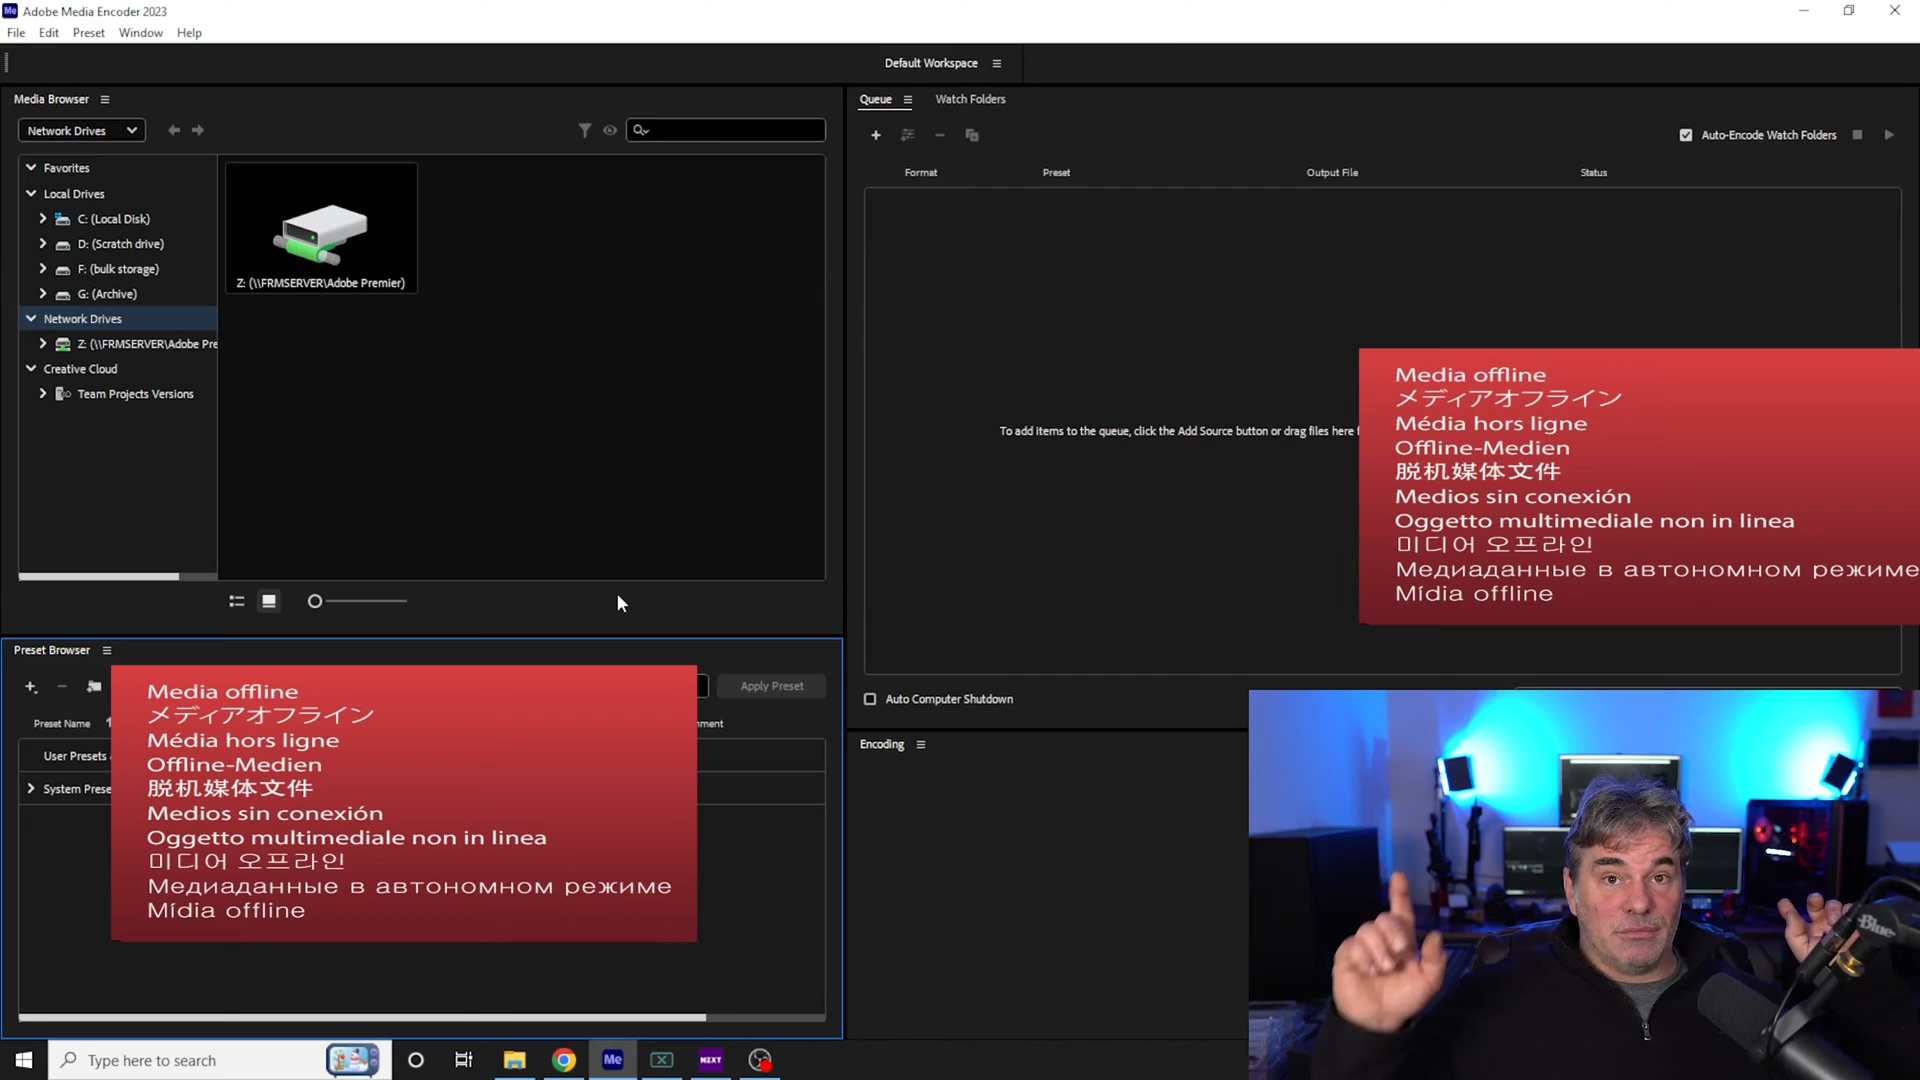 Me Adobe Media Encoder 2023
File Edit Preset Window Help
Default Workspace
Media Browser
Network Drives
Favorites
Local Drives
C: (Local Disk)
D: (Scratch drive)
F: (bulk storage)
G: (Archive)
Network Drives
Z: (\\FRMSERVER\Adobe Pre
Creative Cloud
Team Projects Versions
Z: (\\FRMSERVER\Adobe Premier)
Queue Watch Folders
Auto-Encode Watch Folders
Format Preset Output File Status
To add items to the queue, click the Add Source button or drag files here f
Media offline
メディアオフライン
Média hors ligne
Offline-Medien
脱机媒体文件
Medios sin conexión
Oggetto multimediale non in linea
미디어 오프라인
Медиаданные в автономном режиме
Mídia offline
Auto Computer Shutdown
Preset Browser
Apply Preset
Preset Name mment
User Presets
System Prese
Media offline
メディアオフライン
Média hors ligne
Offline-Medien
脱机媒体文件
Medios sin conexión
Oggetto multimediale non in linea
미디어 오프라인
Медиаданные в автономном режиме
Mídia offline
Encoding
Blue
Type here to search
Me
NZXT